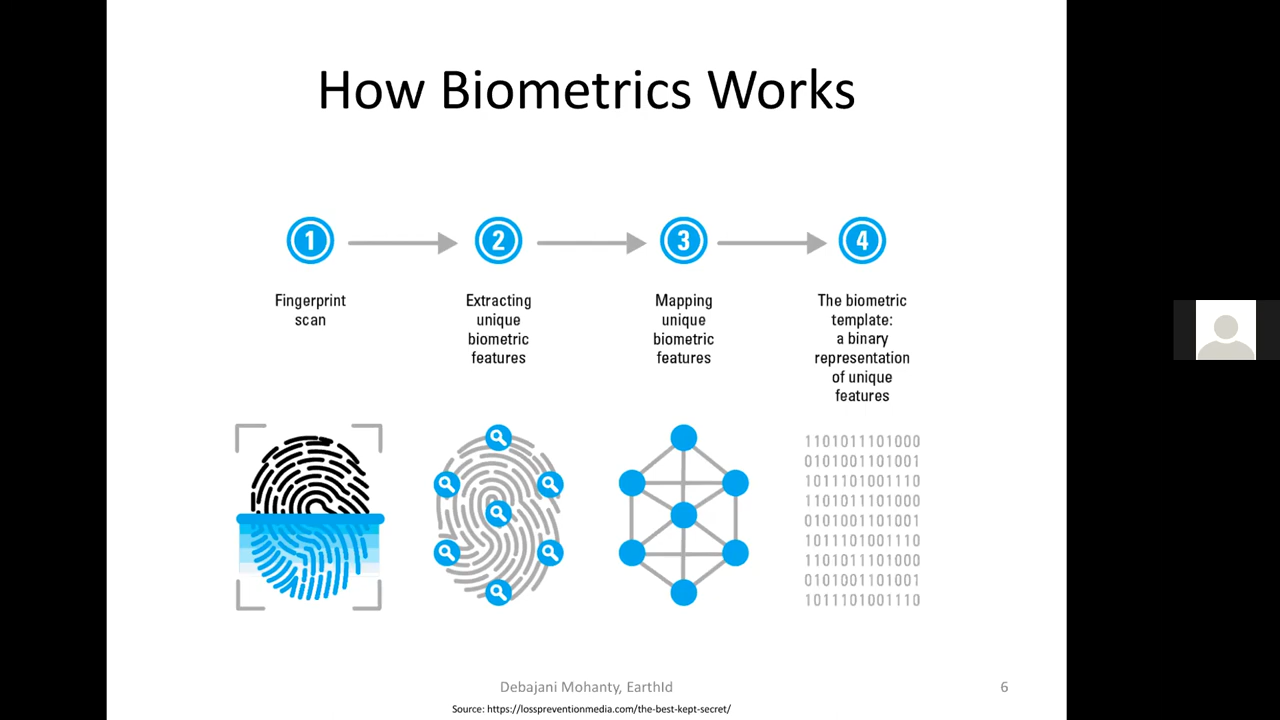 How Biometrics Works
1
2
3
4
Fingerprint
scan
Extracting
unique
biometric
features
Mapping
unique
biometric
features
The biometric
template:
a binary
representation
of unique
features
1101011101000
0101001101001
1011101001110
1101011101000
0101001101001
1011101001110
1101011101000
0101001101001
1011101001110
Debajani Mohanty, EarthId
6
Source: https://losspreventionmedia.com/the-best-kept-secret/